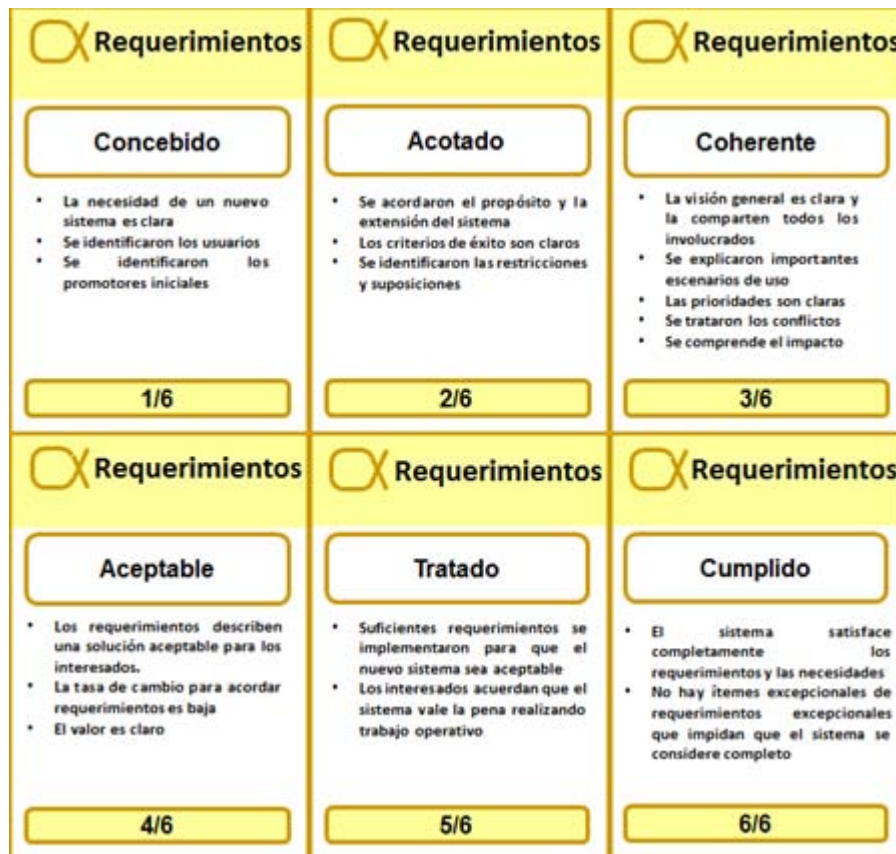 Requerimientos
Concebido
• La necesidad de un nuevo
sistema es clara
• Se identificaron los usuarios
• Se identificaron los
promotores iniciales
1/6
Requerimientos
Acotado
• Se acordaron el propósito y la
extensión del sistema
• Los criterios de éxito son claros
• Se identificaron las restricciones
y suposiciones
2/6
Requerimientos
Coherente
• La visión general es clara y
la comparten todos los
involucrados
• Se explicaron importantes
escenarios de uso
• Las prioridades son claras
• Se trataron los conflictos
• Se comprende el impacto
3/6
Requerimientos
Aceptable
• Los requerimientos describen
una solución aceptable para los
interesados.
• La tasa de cambio para acordar
requerimientos es baja
• El valor es claro
4/6
Requerimientos
Tratado
• Suficientes requerimientos se
implementaron para que el
nuevo sistema sea aceptable
• Los interesados acuerdan que el
sistema vale la pena realizando
trabajo operativo
5/6
Requerimientos
Cumplido
• El sistema satisface
completamente los
requerimientos y las necesidades
• No hay ítemes excepcionales de
requerimientos excepcionales
que impidan que el sistema se
considere completo
6/6